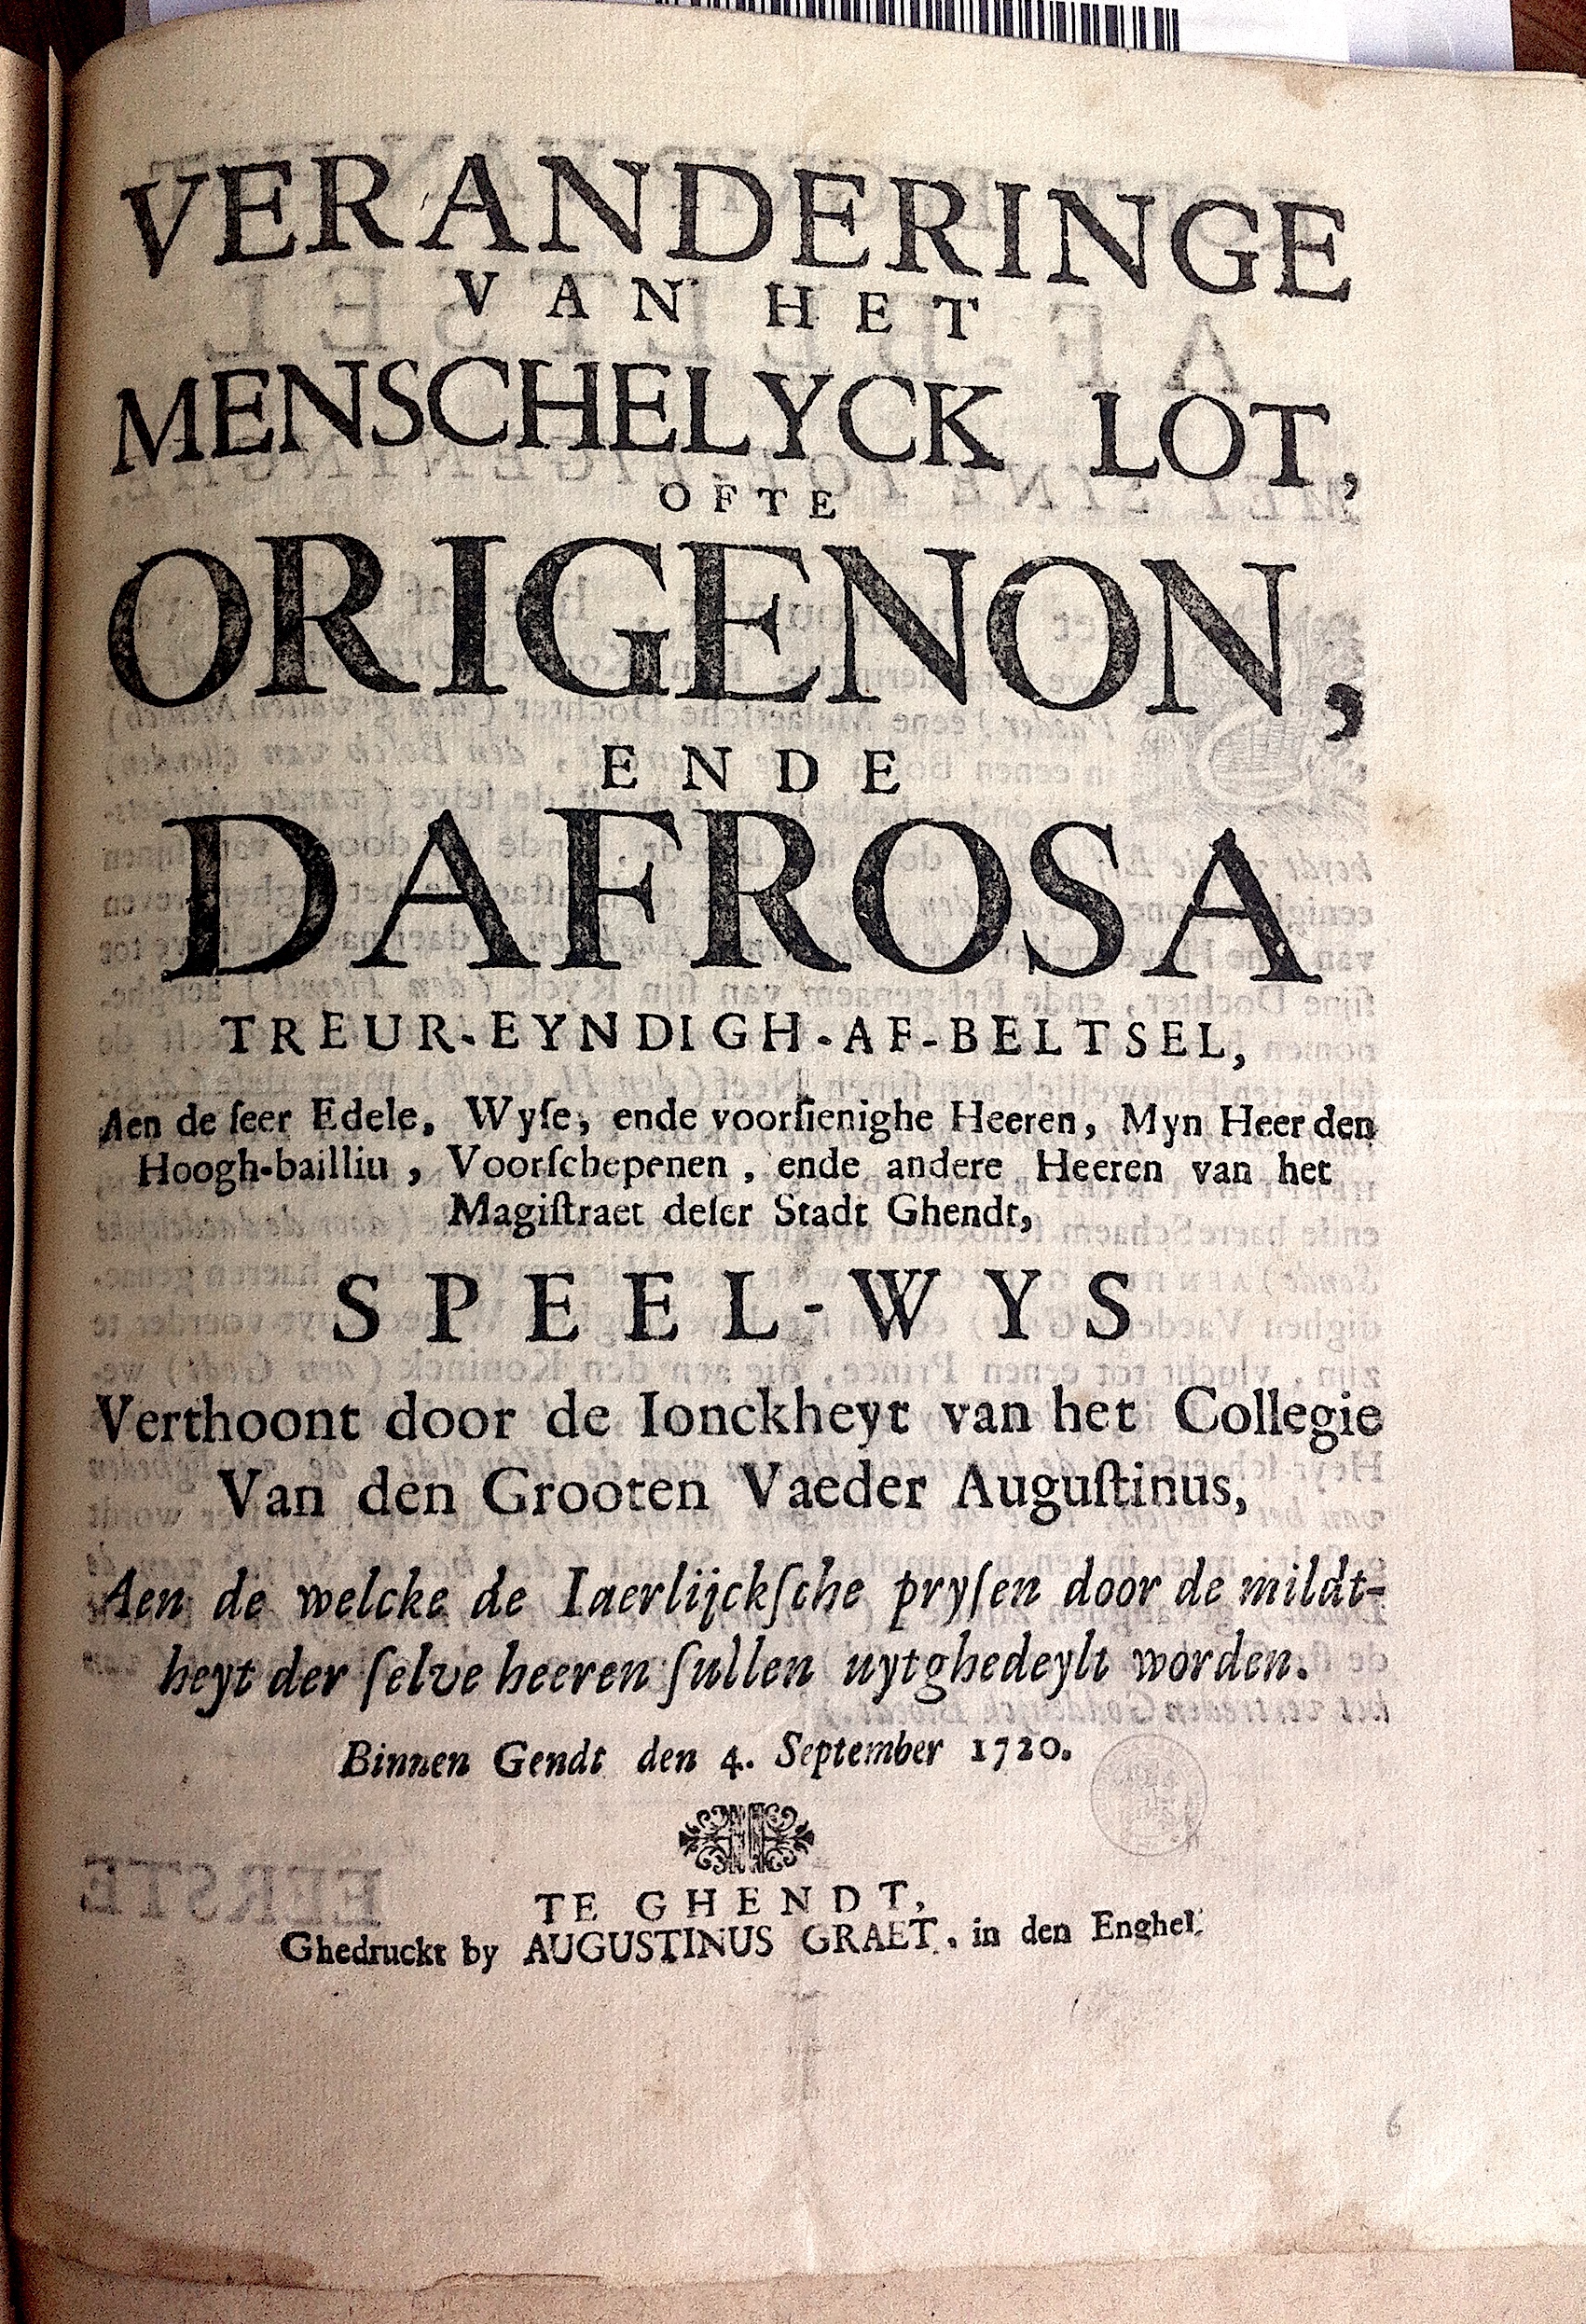 VERANDERINGE
VAN HET
MENSCHELYCK LOT,
OFTE
ORIGENON,
ENDE
DAFROSA
TREUR-EYNDIGH-AF-BELTSEL,
Aen de ſeer Edele, Wyſe, ende voorſienighe Heeren, Myn Heer den
Hoogh-bailliu, Voorſchepenen, ende andere Heeren van het
Magiſtraet deſer Stadt Ghendt,
SPEEL-WYS
Verthoont door de Ionckheyt van het Collegie
Van den Grooten Vaeder Auguſtinus,
Aen de welcke de Iaerlijckſche pryſen door de mildt-
heyt der ſelve heeren ſullen uytghedeylt worden.
Binnen Gendt den 4. September 1720.
TE GHENDT,
Ghedruckt by AUGUSTINUS GRAET, in den Enghel.
6